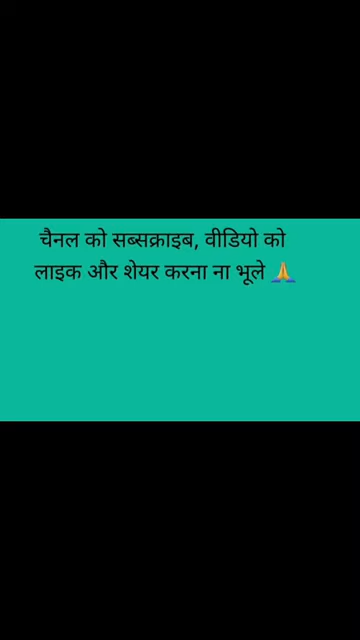 चैनल को सब्सक्राइब, वीडियो को
लाइक और शेयर करना ना भूले 🙏